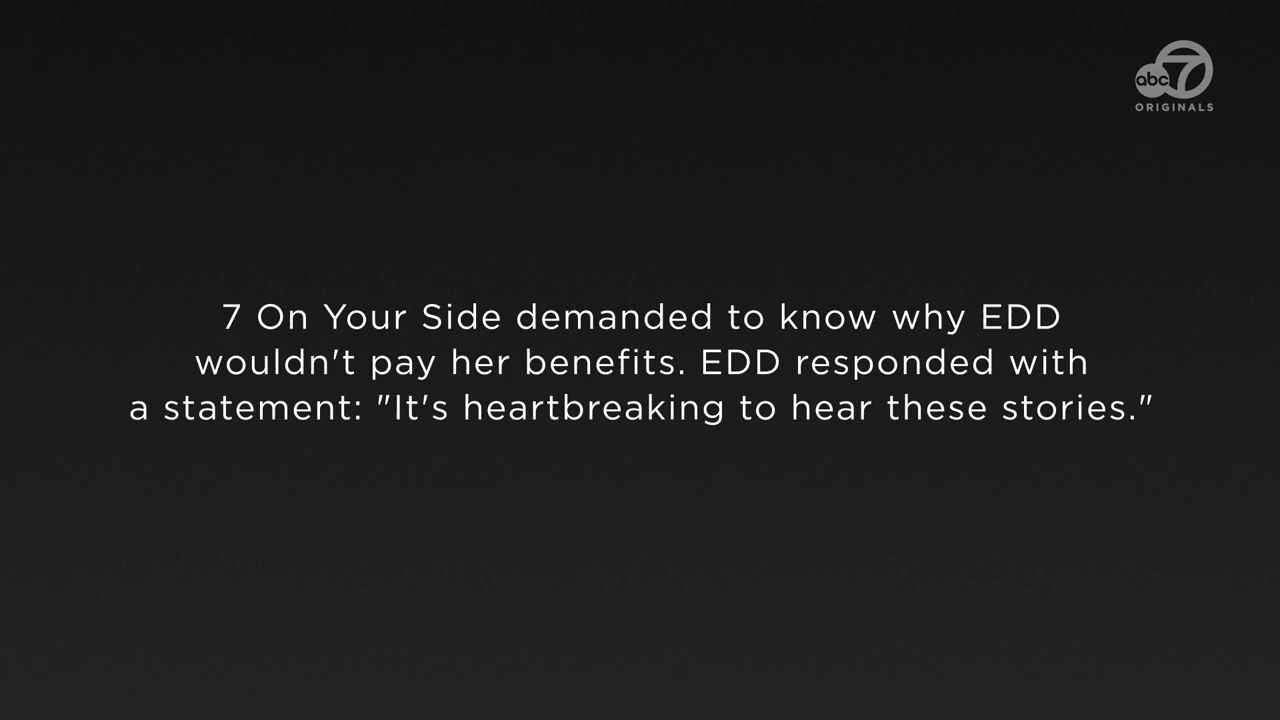 abc 7
ORIGINALS
7 On Your Side demanded to know why EDD
wouldn't pay her benefits. EDD responded with
a statement: "It's heartbreaking to hear these stories."